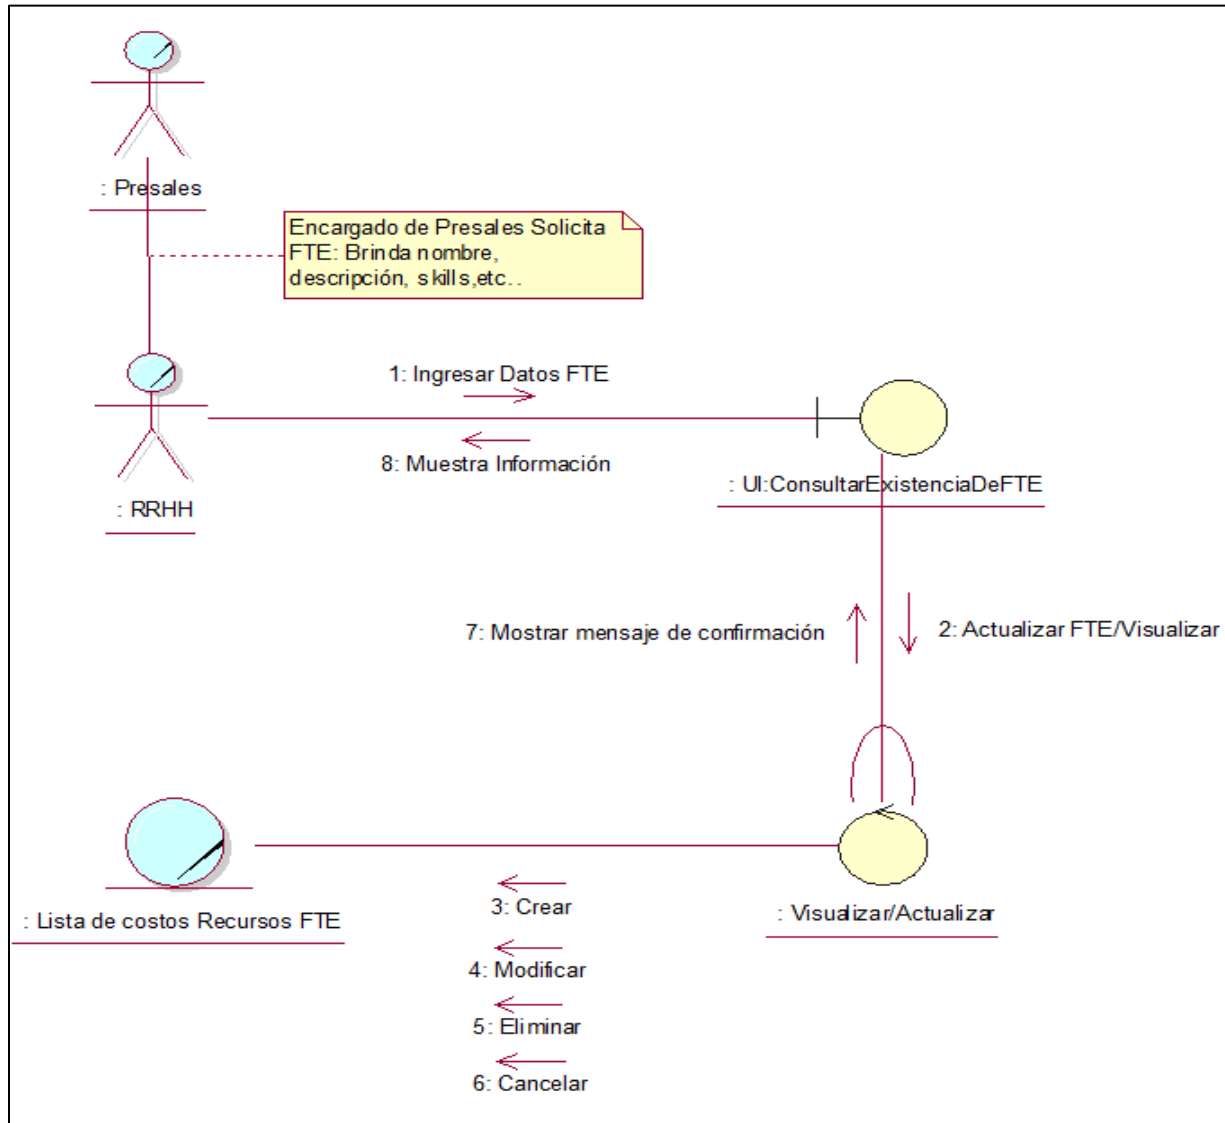 : Presales
Encargado de Presales Solicita
FTE: Brinda nombre,
descripción, skills,etc..
1: Ingresar Datos FTE
8: Muestra Información
: RRHH
: UI:ConsultarExistenciaDeFTE
7: Mostrar mensaje de confirmación
2: Actualizar FTE/Visualizar
: Lista de costos Recursos FTE
: Visualizar/Actualizar
3: Crear
4: Modificar
5: Eliminar
6: Cancelar